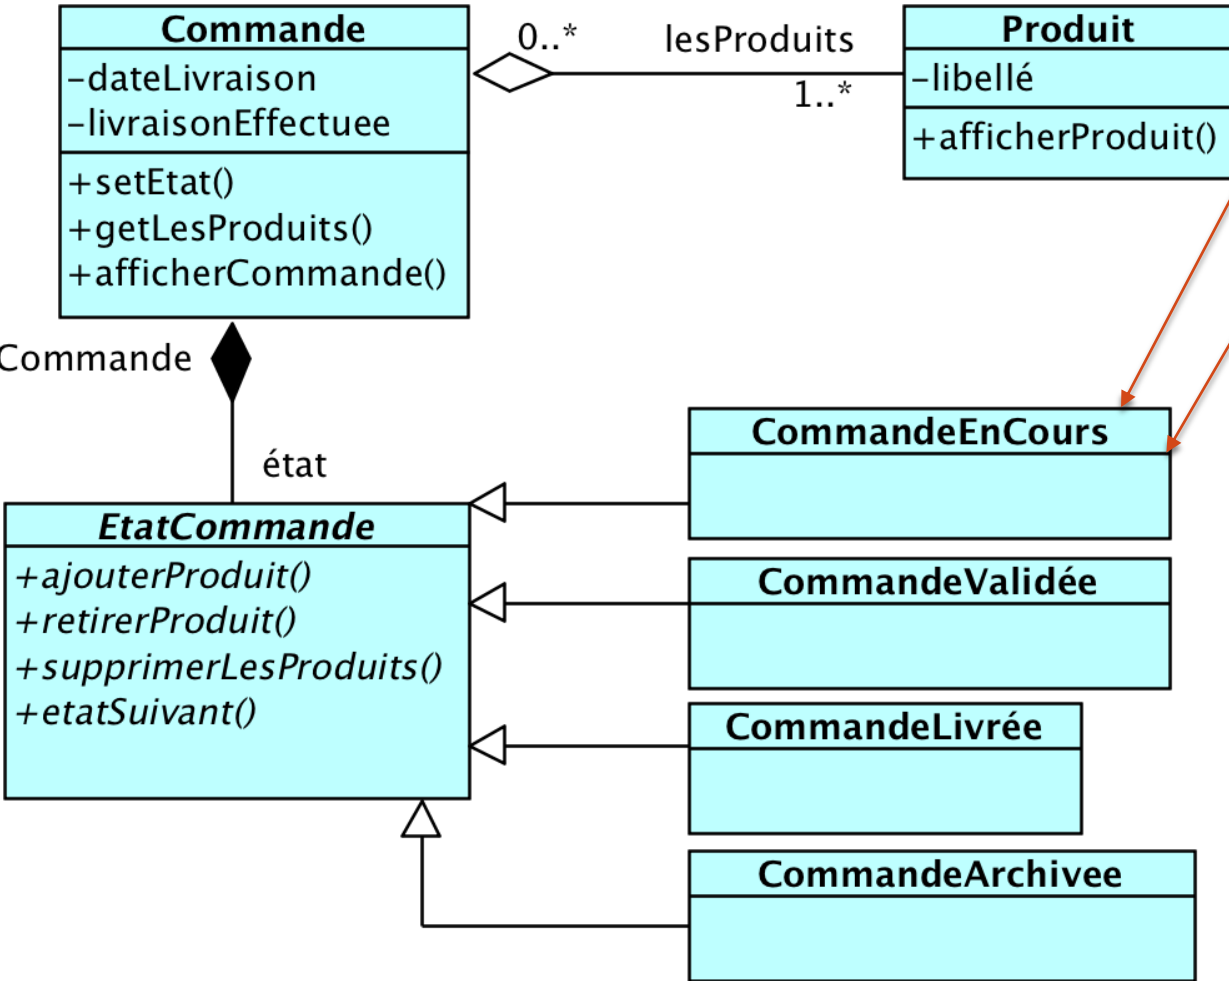 Commande
-dateLivraison
-livraisonEffectuee
+setEtat()
+getLesProduits()
+afficherCommande()
0..*
lesProduits
1..*
Produit
-libellé
+afficherProduit()
Commande
état
EtatCommande
+ajouterProduit()
+retirerProduit()
+supprimerLesProduits()
+etatSuivant()
CommandeEnCours
CommandeValidée
CommandeLivrée
CommandeArchivee